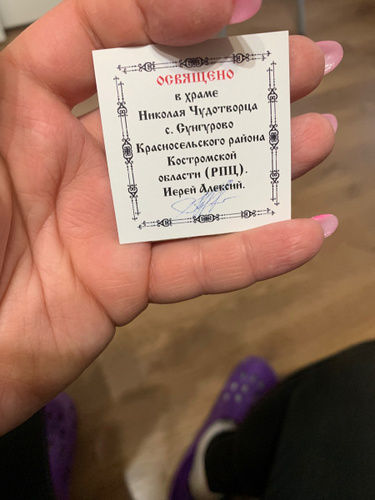 ОСВЯЩЕНО
в храме
Николая Чудотворца
с. Сунгурово
Красносельского района
Костромской
области (РПЦ).
Иерей Алексий.